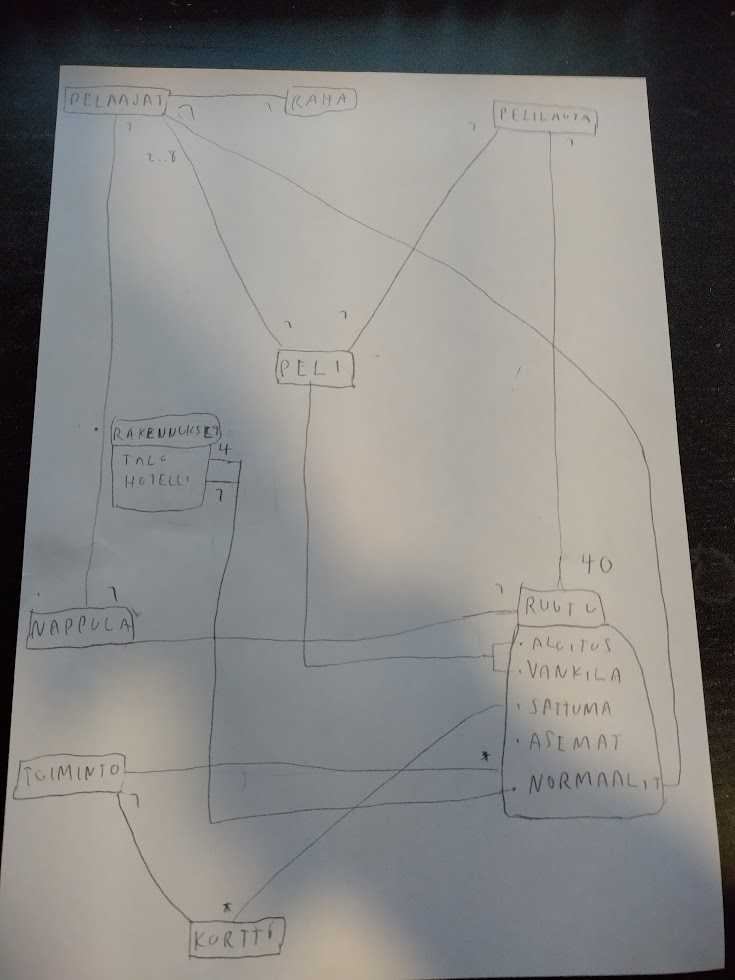 PELAAJAT
RAHA
PELILAUTA
1
1
1
1
2..8
1
1
PELI
RAKENNUKSET
TALO
4
HOTELLI
1
40
1
1
RUUTU
NAPPULA
ALOITUS
VANKILA
SATTUMA
ASEMAT
*
TOIMINTO
NORMAALIT
1
*
KORTTI